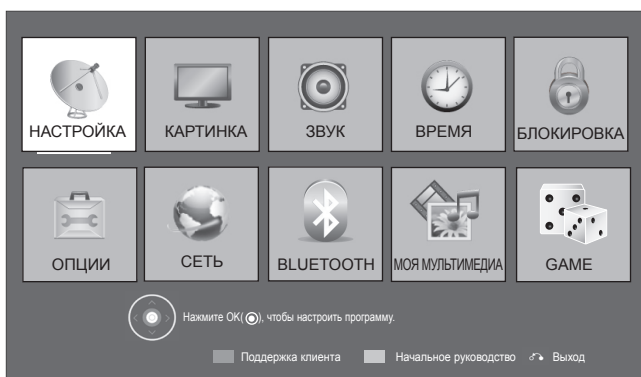 НАСТРОЙКА
КАРТИНКА
ЗВУК
ВРЕМЯ
БЛОКИРОВКА
ОПЦИИ
СЕТЬ
BLUETOOTH
МОЯ МУЛЬТИМЕДИА
GAME
Нажмите OK(◉), чтобы настроить программу.
Поддержка клиента
Начальное руководство
Выход